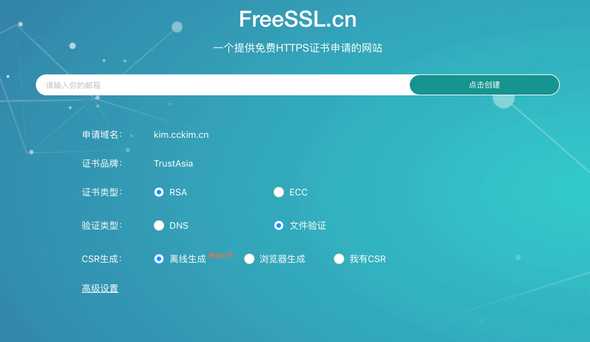 FreeSSL.cn
一个提供免费HTTPS证书申请的网站
请输入你的邮箱 点击创建
申请域名： kim.cckim.cn
证书品牌： TrustAsia
证书类型： RSA ECC
验证类型： DNS 文件验证
CSR生成： 离线生成 浏览器生成 我有CSR
高级设置